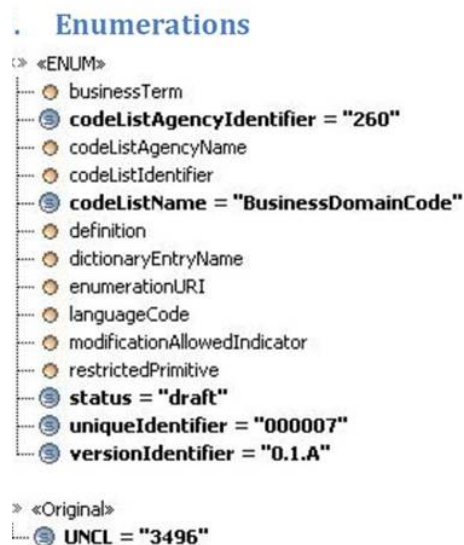 . Enumerations
«ENUM»
businessTerm
codeListAgencyIdentifier = "260"
codeListAgencyName
codeListIdentifier
codeListName = "BusinessDomainCode"
definition
dictionaryEntryName
enumerationURI
languageCode
modificationAllowedIndicator
restrictedPrimitive
status = "draft"
uniqueIdentifier = "000007"
versionIdentifier = "0.1.A"
«Original»
UNCL = "3496"